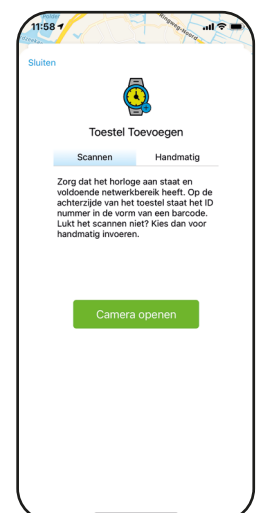 11:58
Ringweg-Noord
Sluiten
Toestel Toevoegen
Scannen Handmatig
Zorg dat het horloge aan staat en
voldoende netwerkbereik heeft. Op de
achterzijde van het toestel staat het ID
nummer in de vorm van een barcode.
Lukt het scannen niet? Kies dan voor
handmatig invoeren.
Camera openen